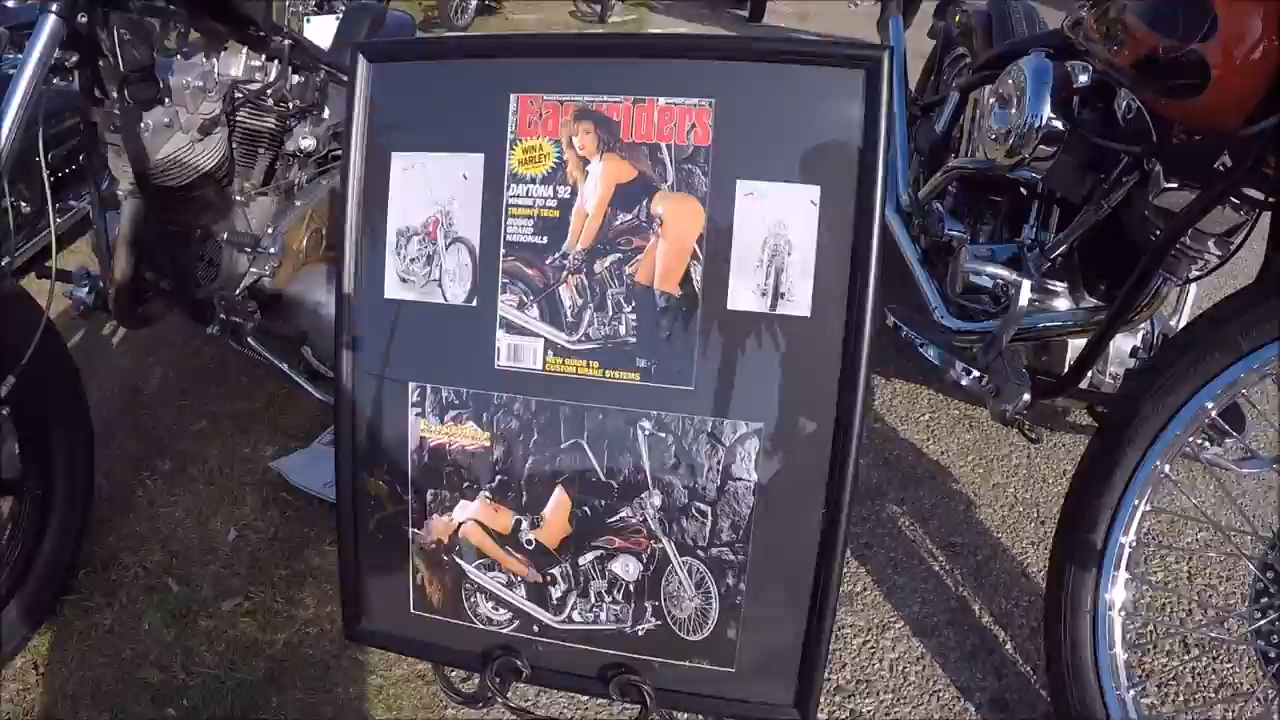 Easyriders
WIN A
HARLEY!
DAYTONA '92
WHERE TO GO
TRANNY TECH
RODEO
GRAND
NATIONALS
NEW GUIDE TO
CUSTOM BRAKE SYSTEMS
Easyriders